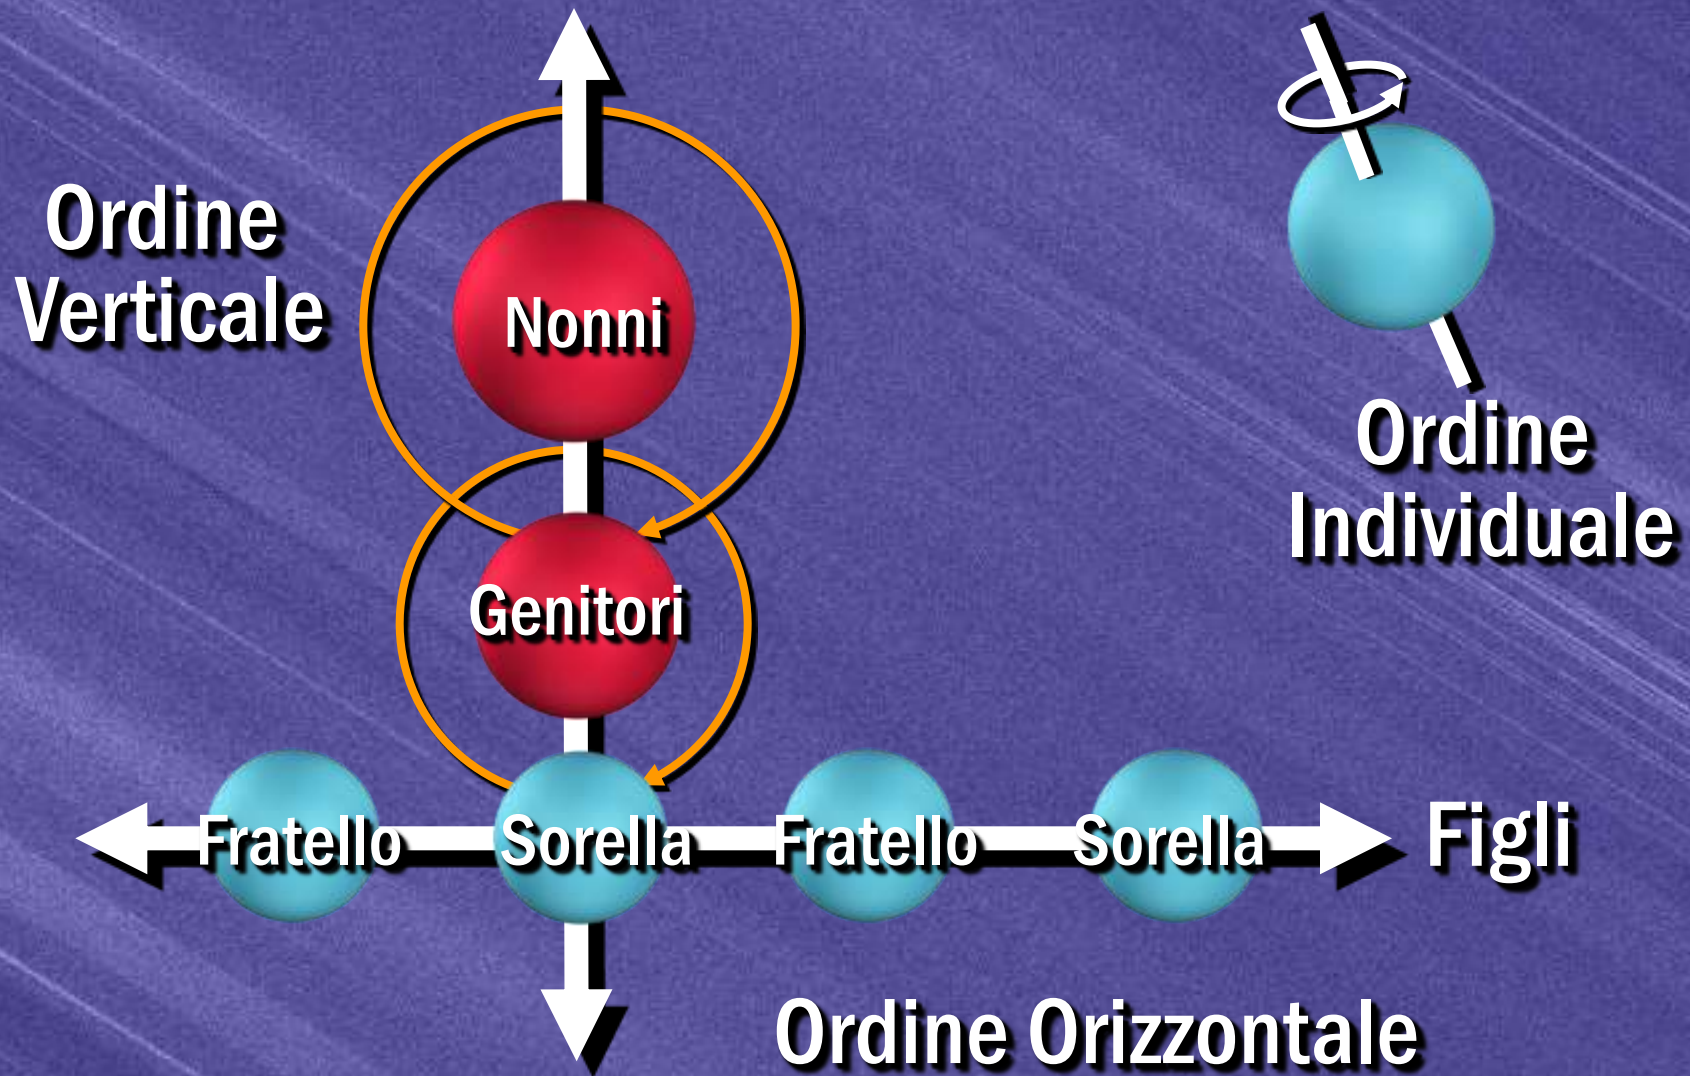 Ordine
Verticale
Nonni
Ordine
Individuale
Genitori
Fratello Sorella Fratello Sorella Figli
Ordine Orizzontale